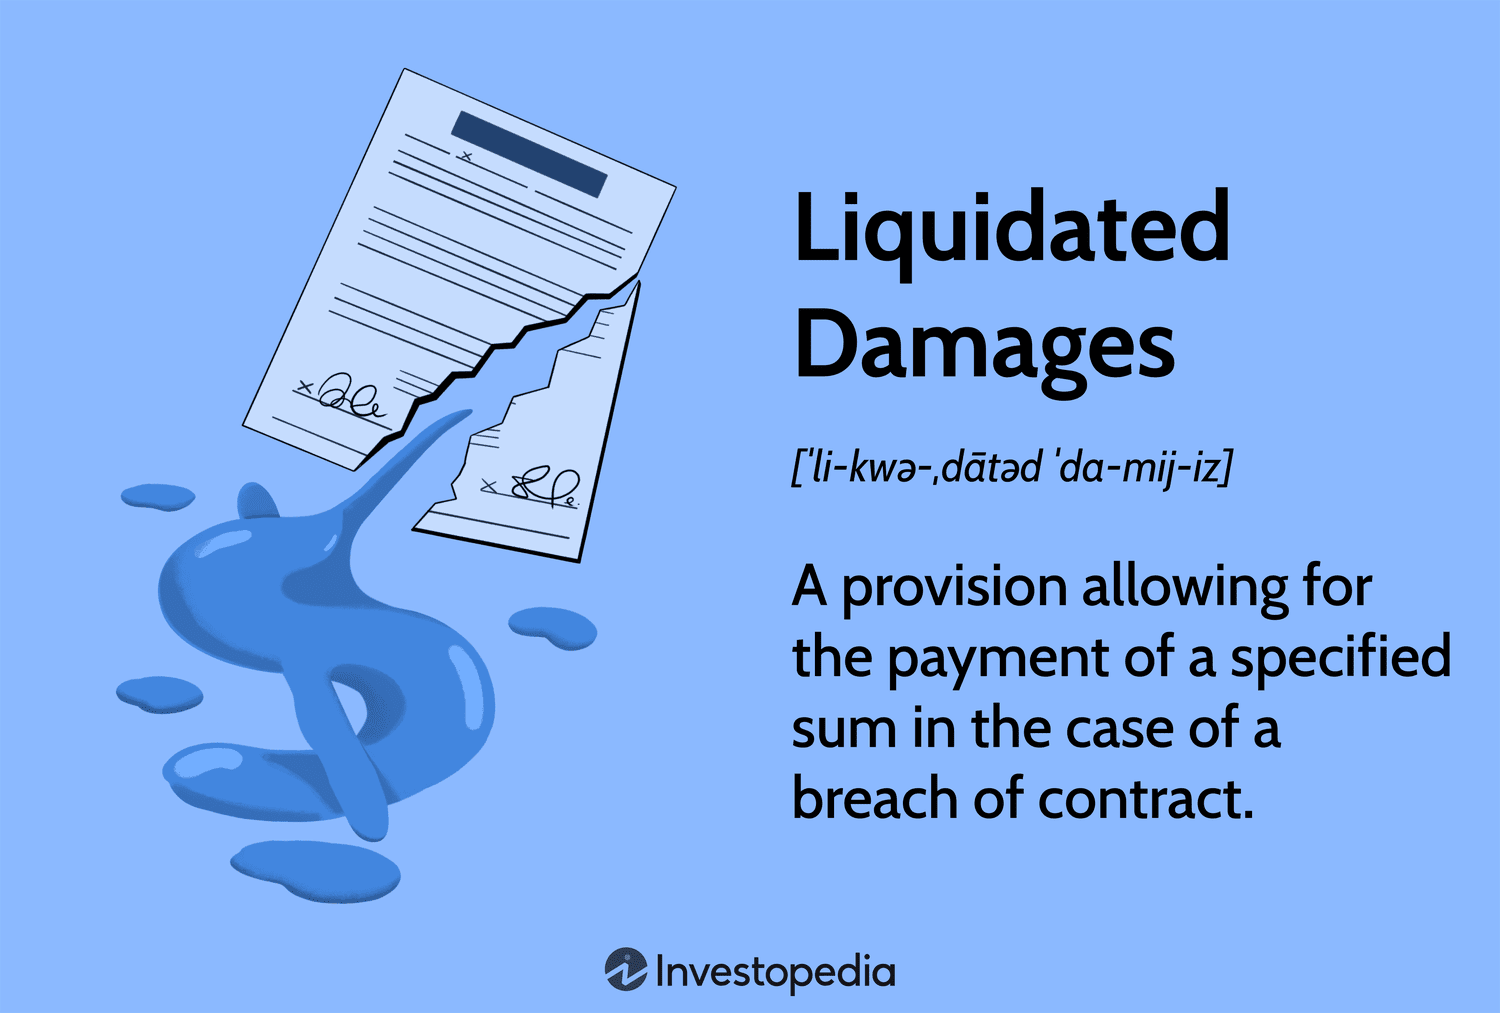 Liquidated
Damages
[ˈli-kwə-ˌdātəd ˈda-mij-iz]
A provision allowing for
the payment of a specified
sum in the case of a
breach of contract.
Investopedia